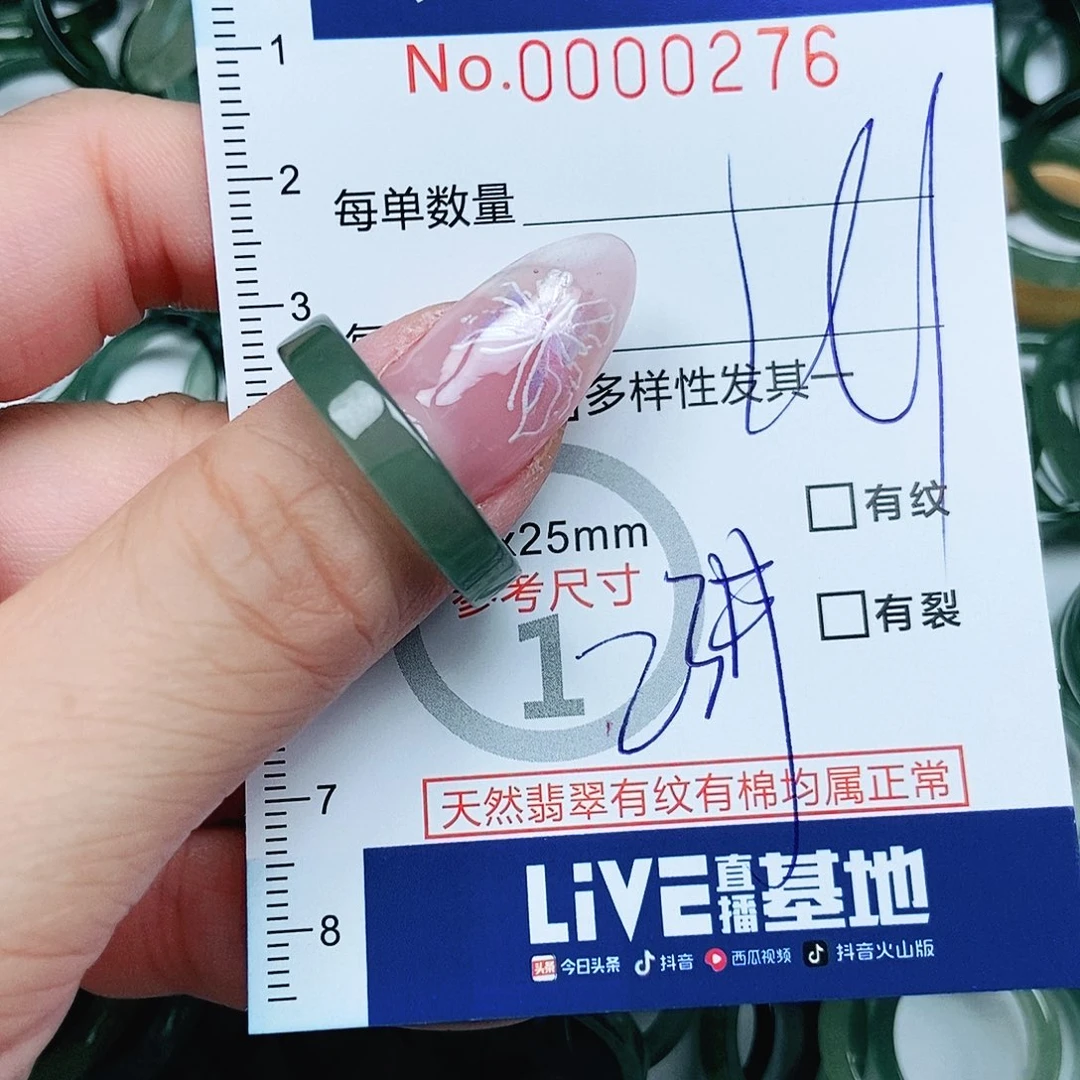 No.0000276
1
2
3
7
8
每单数量
每
多样性发其一
x25mm
参考尺寸
1
□有纹
□有裂
天然翡翠有纹有棉均属正常
LiVE直播基地
头条 今日头条 抖音 西瓜视频 抖音火山版